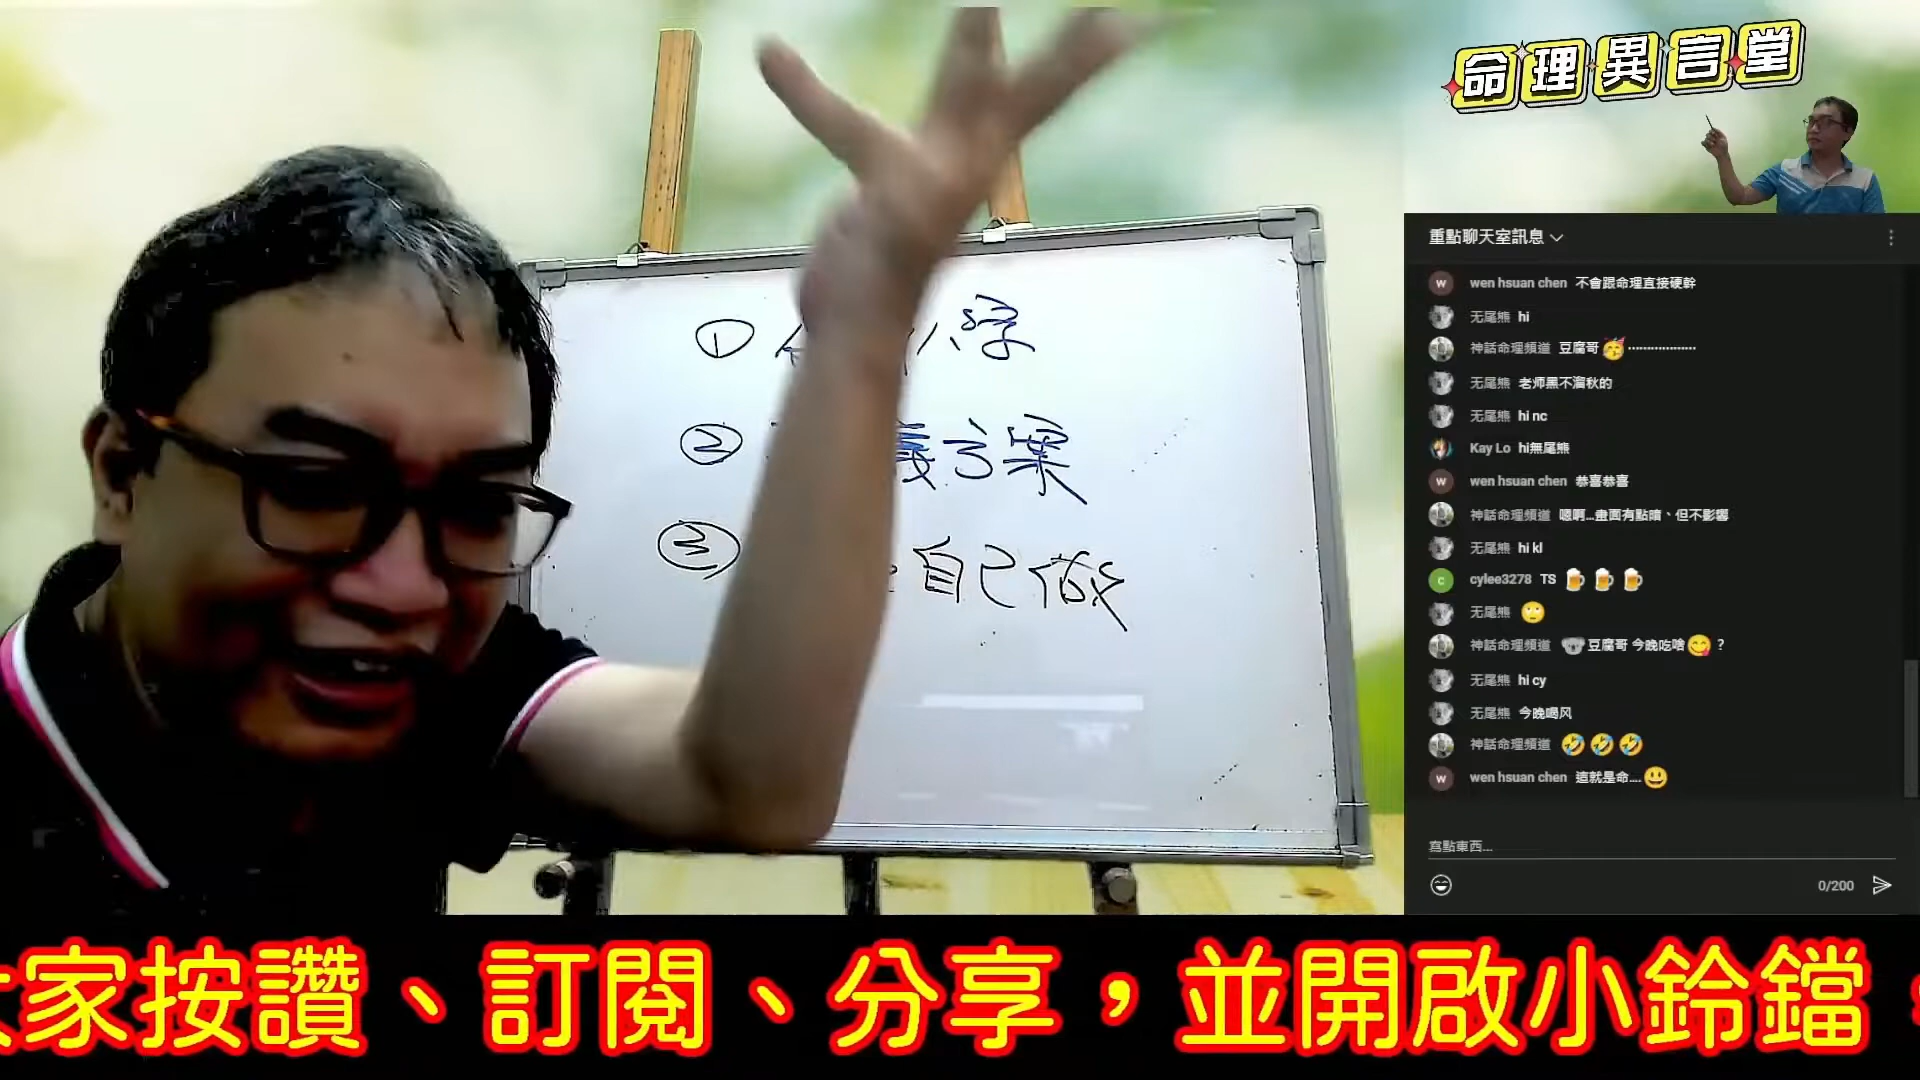 命理異言堂
① 八字
② 義方案
③ 自己做
重點聊天室訊息
wen hsuan chen 不會跟命理直接硬幹
无尾熊 hi
神話命理頻道 豆腐哥🥳..................
无尾熊 老师黑不溜秋的
无尾熊 hi nc
Kay Lo hi無尾熊
wen hsuan chen 恭喜恭喜
神話命理頻道 嗯啊...畫面有點暗、但不影響
无尾熊 hi kl
cylee3278 TS 🍺🍺🍺
无尾熊 🙄
神話命理頻道 🐨豆腐哥 今晚吃啥😋?
无尾熊 hi cy
无尾熊 今晚喝风
神話命理頻道 🤣🤣🤣
wen hsuan chen 這就是命....😃
寫點東西...
0/200
家按讚、訂閱、分享，並開啟小鈴鐺